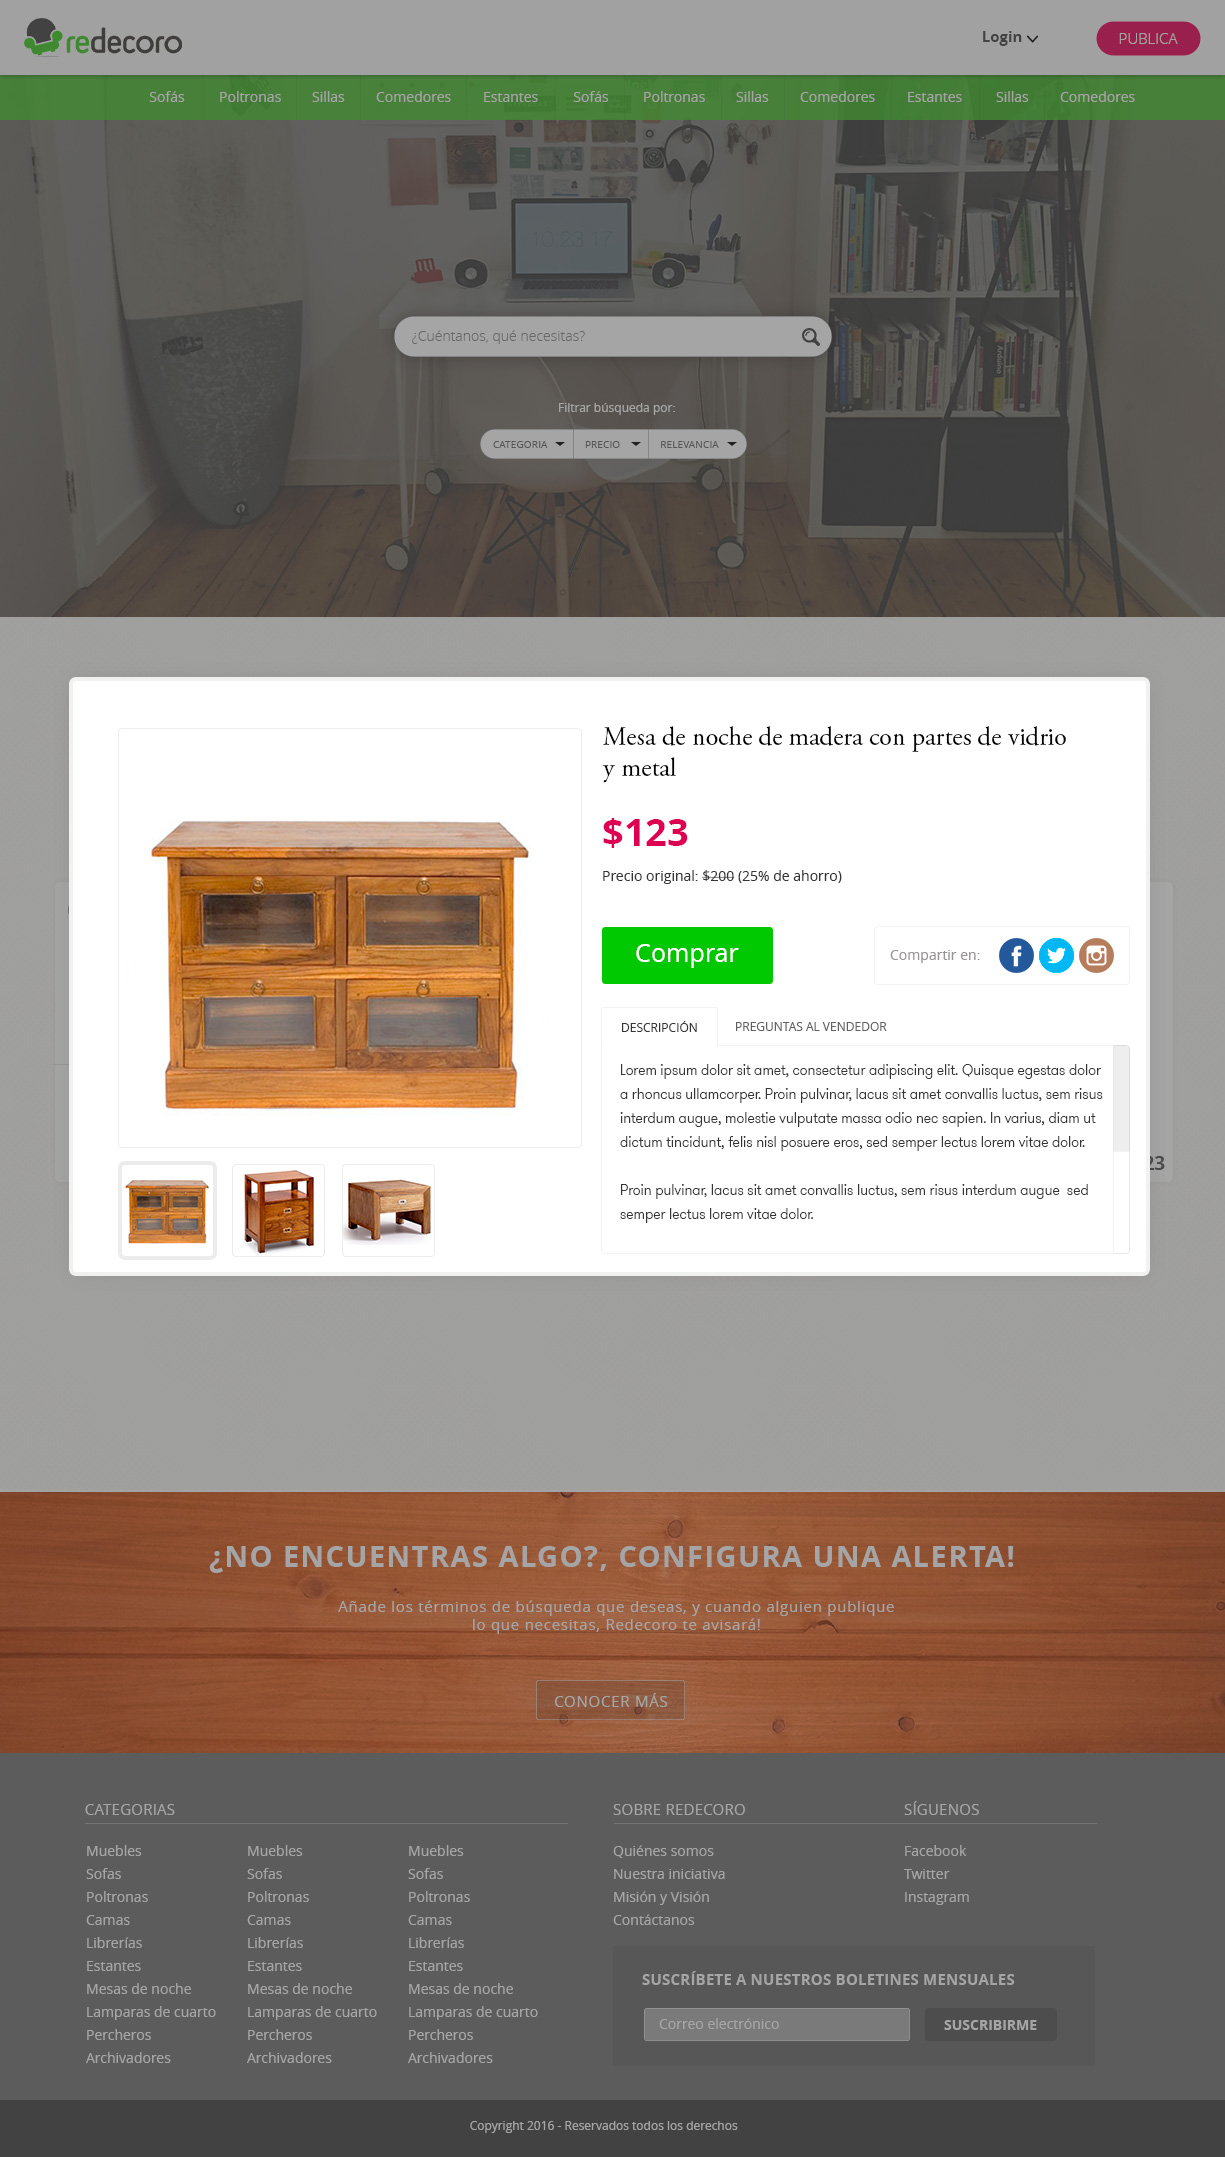 redecoro
Login
PUBLICA
Sofás Poltronas Sillas Comedores Estantes Sofás Poltronas Sillas Comedores Estantes Sillas Comedores
10:23 17
¿Cuéntanos, qué necesitas?
Filtrar búsqueda por:
CATEGORIA PRECIO RELEVANCIA
Mesa de noche de madera con partes de vidrio
y metal
$123
Precio original: $200 (25% de ahorro)
Comprar
Compartir en:
DESCRIPCIÓN PREGUNTAS AL VENDEDOR
Lorem ipsum dolor sit amet, consectetur adipiscing elit. Quisque egestas dolor
a rhoncus ullamcorper. Proin pulvinar, lacus sit amet convallis luctus, sem risus
interdum augue, molestie vulputate massa odio nec sapien. In varius, diam ut
dictum tincidunt, felis nisl posuere eros, sed semper lectus lorem vitae dolor.
Proin pulvinar, lacus sit amet convallis luctus, sem risus interdum augue sed
semper lectus lorem vitae dolor.
23
¿NO ENCUENTRAS ALGO?, CONFIGURA UNA ALERTA!
Añade los términos de búsqueda que deseas, y cuando alguien publique
lo que necesitas, Redecoro te avisará!
CONOCER MÁS
CATEGORIAS
Muebles Muebles Muebles
Sofas Sofas Sofas
Poltronas Poltronas Poltronas
Camas Camas Camas
Librerías Librerías Librerías
Estantes Estantes Estantes
Mesas de noche Mesas de noche Mesas de noche
Lamparas de cuarto Lamparas de cuarto Lamparas de cuarto
Percheros Percheros Percheros
Archivadores Archivadores Archivadores
SOBRE REDECORO
Quiénes somos
Nuestra iniciativa
Misión y Visión
Contáctanos
SÍGUENOS
Facebook
Twitter
Instagram
SUSCRÍBETE A NUESTROS BOLETINES MENSUALES
Correo electrónico
SUSCRIBIRME
Copyright 2016 - Reservados todos los derechos